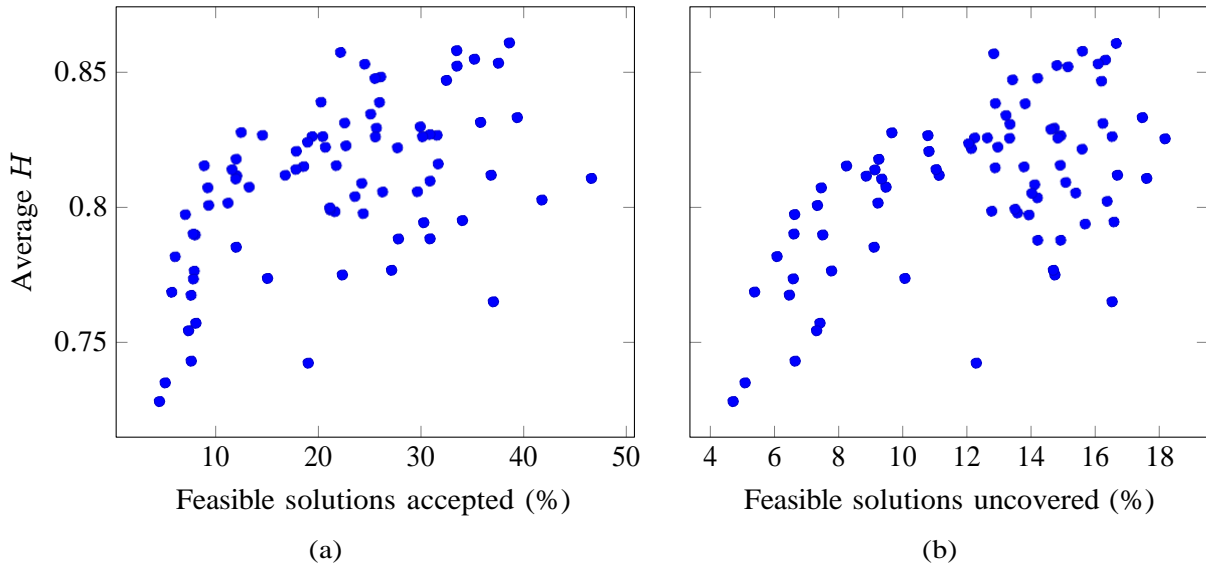 0.85
0.8
0.75
Average H
10 20 30 40 50
Feasible solutions accepted (%)
(a)
4 6 8 10 12 14 16 18
Feasible solutions uncovered (%)
(b)